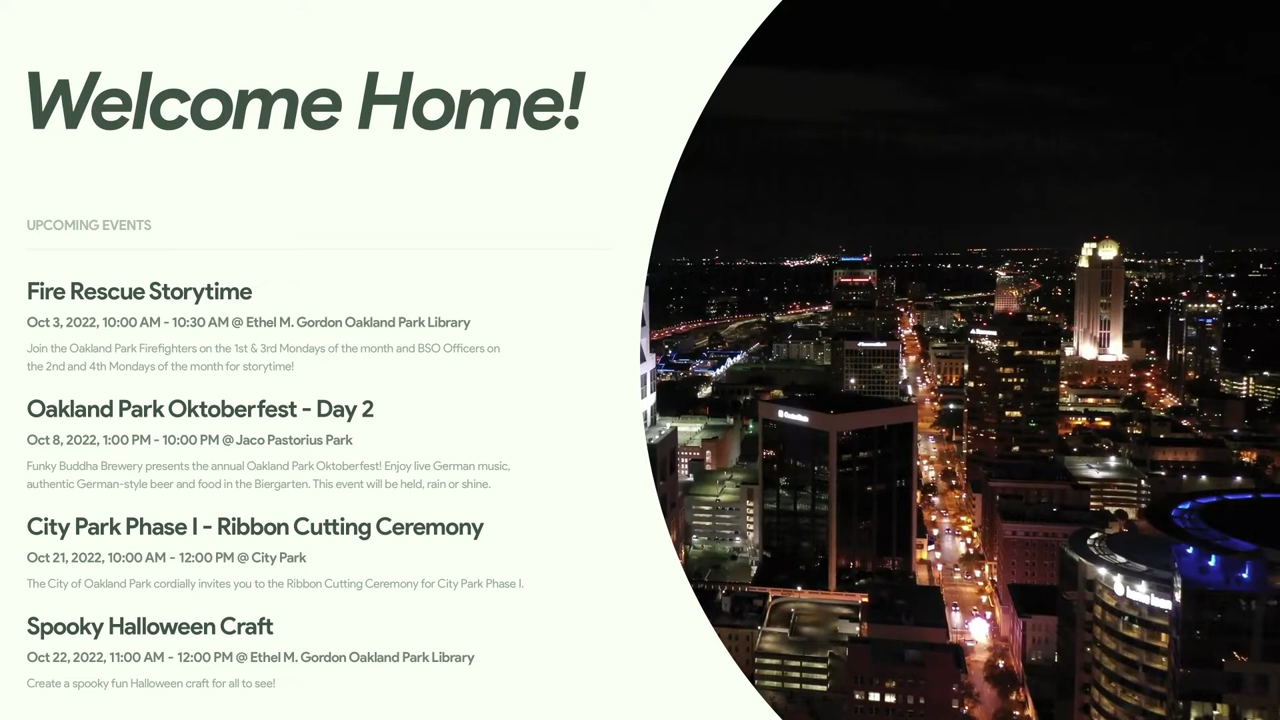 Welcome Home!
UPCOMING EVENTS
Fire Rescue Storytime
Oct 3, 2022, 10:00 AM - 10:30 AM @ Ethel M. Gordon Oakland Park Library
Join the Oakland Park Firefighters on the 1st & 3rd Mondays of the month and BSO Officers on
the 2nd and 4th Mondays of the month for storytime!
Oakland Park Oktoberfest - Day 2
Oct 8, 2022, 1:00 PM - 10:00 PM @ Jaco Pastorius Park
Funky Buddha Brewery presents the annual Oakland Park Oktoberfest! Enjoy live German music,
authentic German-style beer and food in the Biergarten. This event will be held, rain or shine.
City Park Phase I - Ribbon Cutting Ceremony
Oct 21, 2022, 10:00 AM - 12:00 PM @ City Park
The City of Oakland Park cordially invites you to the Ribbon Cutting Ceremony for City Park Phase I.
Spooky Halloween Craft
Oct 22, 2022, 11:00 AM - 12:00 PM @ Ethel M. Gordon Oakland Park Library
Create a spooky fun Halloween craft for all to see!